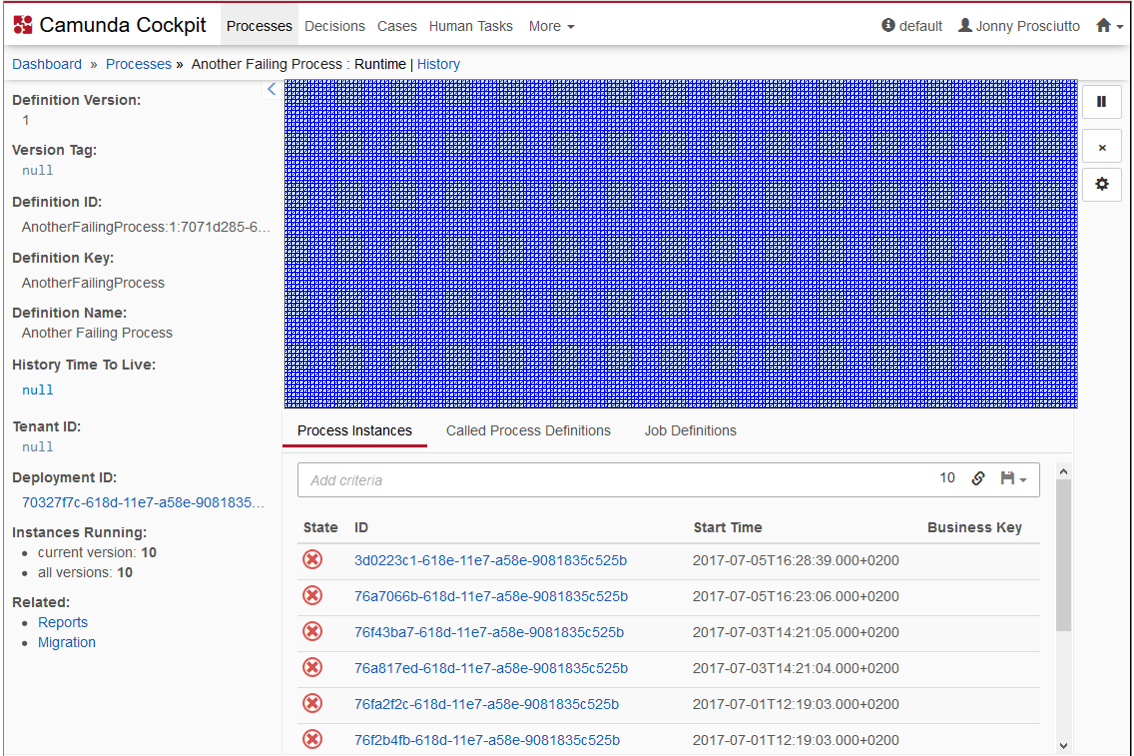 Camunda Cockpit Processes Decisions Cases Human Tasks More default Jonny Prosciutto
Dashboard » Processes » Another Failing Process : Runtime | History
Definition Version:
1
Version Tag:
null
Definition ID:
AnotherFailingProcess:1:7071d285-6...
Definition Key:
AnotherFailingProcess
Definition Name:
Another Failing Process
History Time To Live:
null
Tenant ID:
null
Deployment ID:
70327f7c-618d-11e7-a58e-9081835...
Instances Running:
current version: 10
all versions: 10
Related:
Reports
Migration
Process Instances Called Process Definitions Job Definitions
Add criteria 10
State ID Start Time Business Key
3d0223c1-618e-11e7-a58e-9081835c525b 2017-07-05T16:28:39.000+0200
76a7066b-618d-11e7-a58e-9081835c525b 2017-07-05T16:23:06.000+0200
76f43ba7-618d-11e7-a58e-9081835c525b 2017-07-03T14:21:05.000+0200
76a817ed-618d-11e7-a58e-9081835c525b 2017-07-03T14:21:04.000+0200
76fa2f2c-618d-11e7-a58e-9081835c525b 2017-07-01T12:19:03.000+0200
76f2b4fb-618d-11e7-a58e-9081835c525b 2017-07-01T12:19:03.000+0200